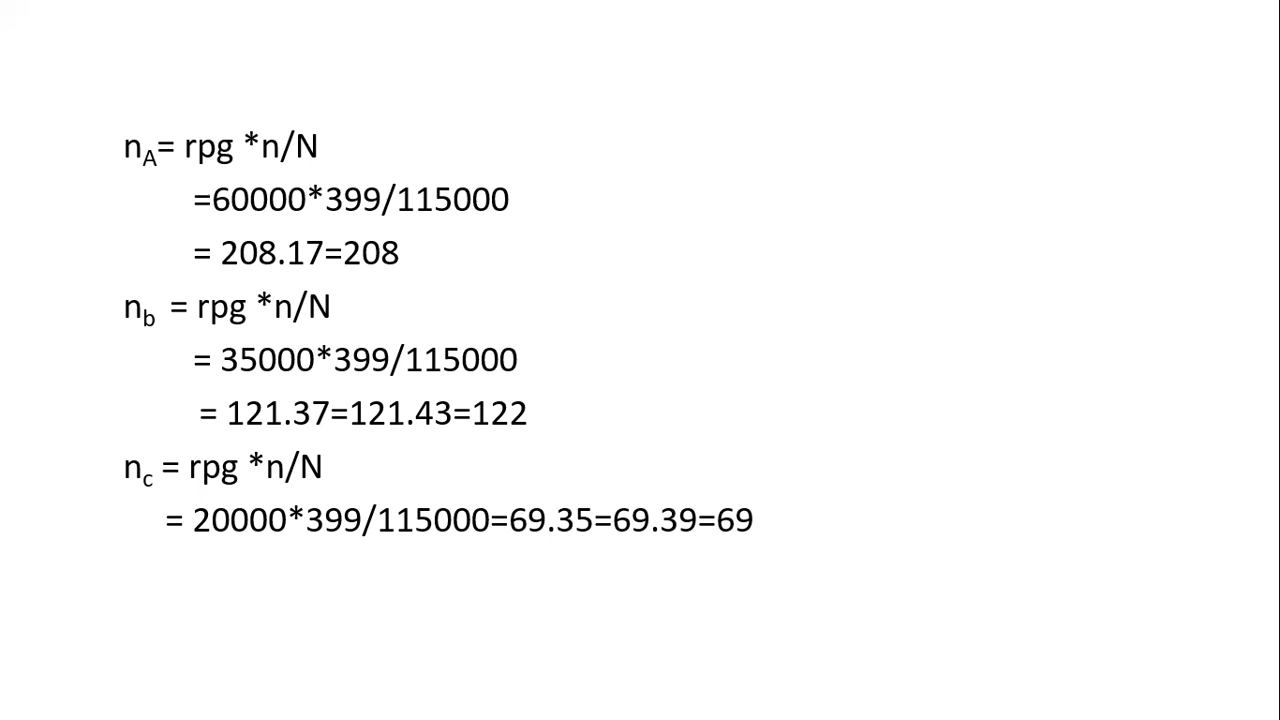 nA= rpg *n/N
=60000*399/115000
= 208.17=208
nb = rpg *n/N
= 35000*399/115000
= 121.37=121.43=122
nc = rpg *n/N
= 20000*399/115000=69.35=69.39=69